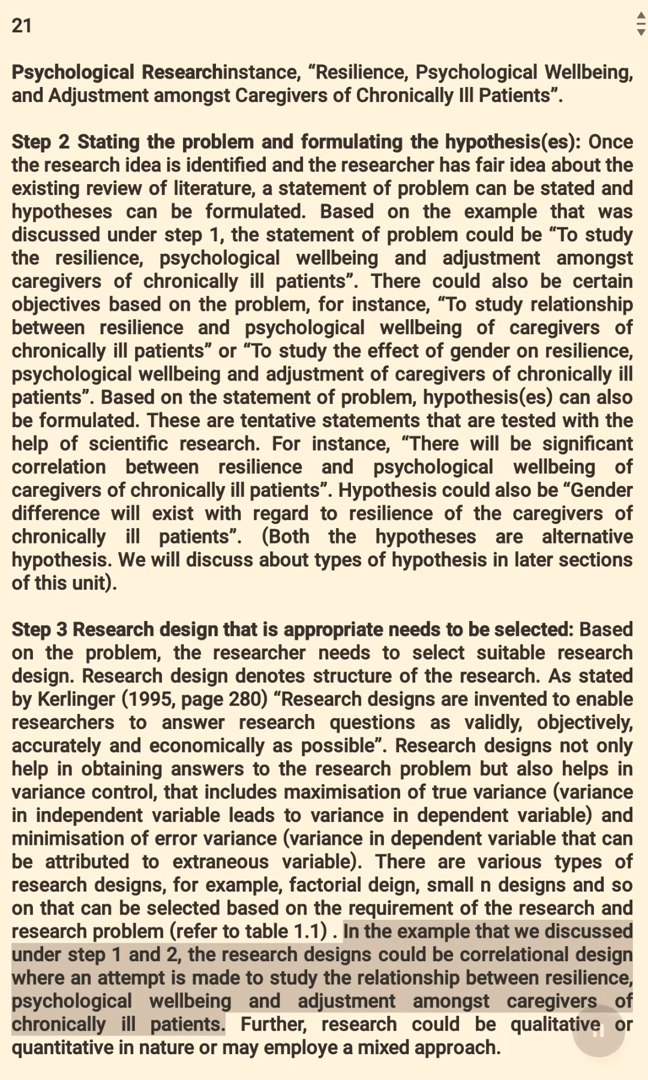 21
Psychological Researchinstance, “Resilience, Psychological Wellbeing,
and Adjustment amongst Caregivers of Chronically Ill Patients”.
Step 2 Stating the problem and formulating the hypothesis(es): Once
the research idea is identified and the researcher has fair idea about the
existing review of literature, a statement of problem can be stated and
hypotheses can be formulated. Based on the example that was
discussed under step 1, the statement of problem could be “To study
the resilience, psychological wellbeing and adjustment amongst
caregivers of chronically ill patients”. There could also be certain
objectives based on the problem, for instance, “To study relationship
between resilience and psychological wellbeing of caregivers of
chronically ill patients” or “To study the effect of gender on resilience,
psychological wellbeing and adjustment of caregivers of chronically ill
patients”. Based on the statement of problem, hypothesis(es) can also
be formulated. These are tentative statements that are tested with the
help of scientific research. For instance, “There will be significant
correlation between resilience and psychological wellbeing of
caregivers of chronically ill patients”. Hypothesis could also be “Gender
difference will exist with regard to resilience of the caregivers of
chronically ill patients”. (Both the hypotheses are alternative
hypothesis. We will discuss about types of hypothesis in later sections
of this unit).
Step 3 Research design that is appropriate needs to be selected: Based
on the problem, the researcher needs to select suitable research
design. Research design denotes structure of the research. As stated
by Kerlinger (1995, page 280) “Research designs are invented to enable
researchers to answer research questions as validly, objectively,
accurately and economically as possible”. Research designs not only
help in obtaining answers to the research problem but also helps in
variance control, that includes maximisation of true variance (variance
in independent variable leads to variance in dependent variable) and
minimisation of error variance (variance in dependent variable that can
be attributed to extraneous variable). There are various types of
research designs, for example, factorial deign, small n designs and so
on that can be selected based on the requirement of the research and
research problem (refer to table 1.1) . In the example that we discussed
under step 1 and 2, the research designs could be correlational design
where an attempt is made to study the relationship between resilience,
psychological wellbeing and adjustment amongst caregivers of
chronically ill patients. Further, research could be qualitative or
quantitative in nature or may employe a mixed approach.